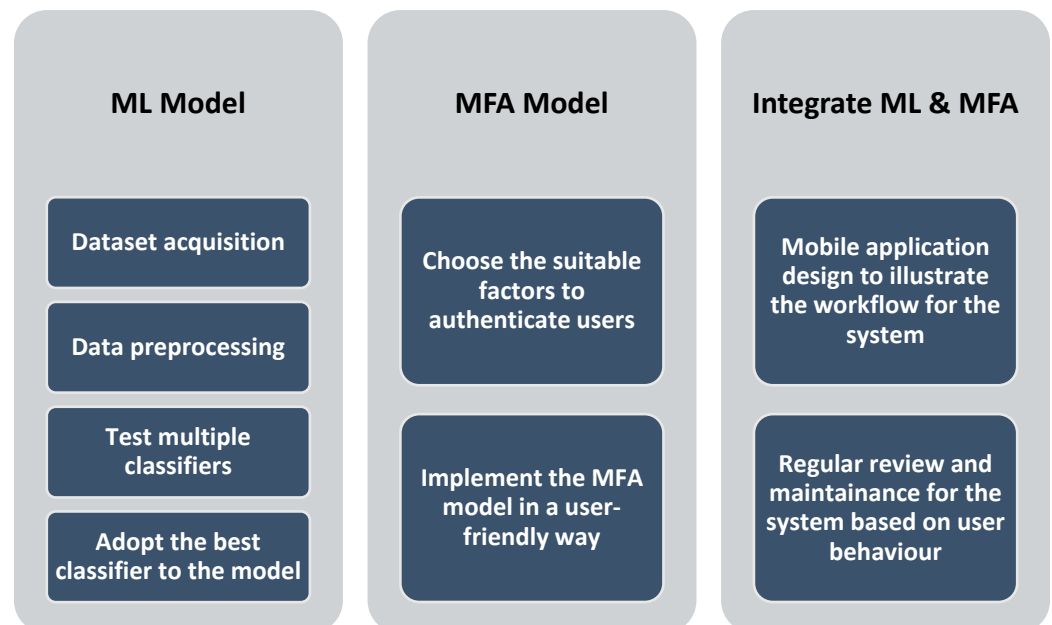 ML Model
Dataset acquisition
Data preprocessing
Test multiple
classifiers
Adopt the best
classifier to the model
MFA Model
Choose the suitable
factors to
authenticate users
Implement the MFA
model in a user-
friendly way
Integrate ML & MFA
Mobile application
design to illustrate
the workflow for the
system
Regular review and
maintainance for the
system based on user
behaviour